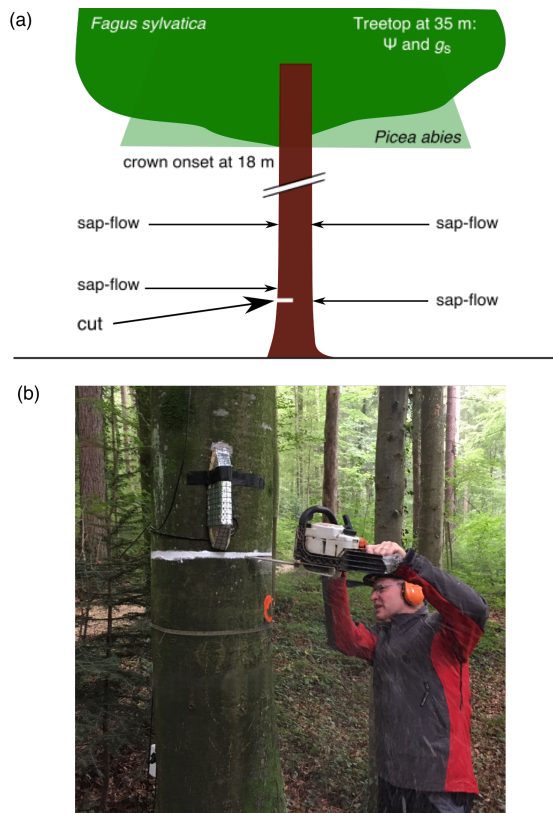 (a)
Fagus sylvatica
Treetop at 35 m:
Ψ and gs
Picea abies
crown onset at 18 m
sap-flow
sap-flow
sap-flow
sap-flow
cut
(b)